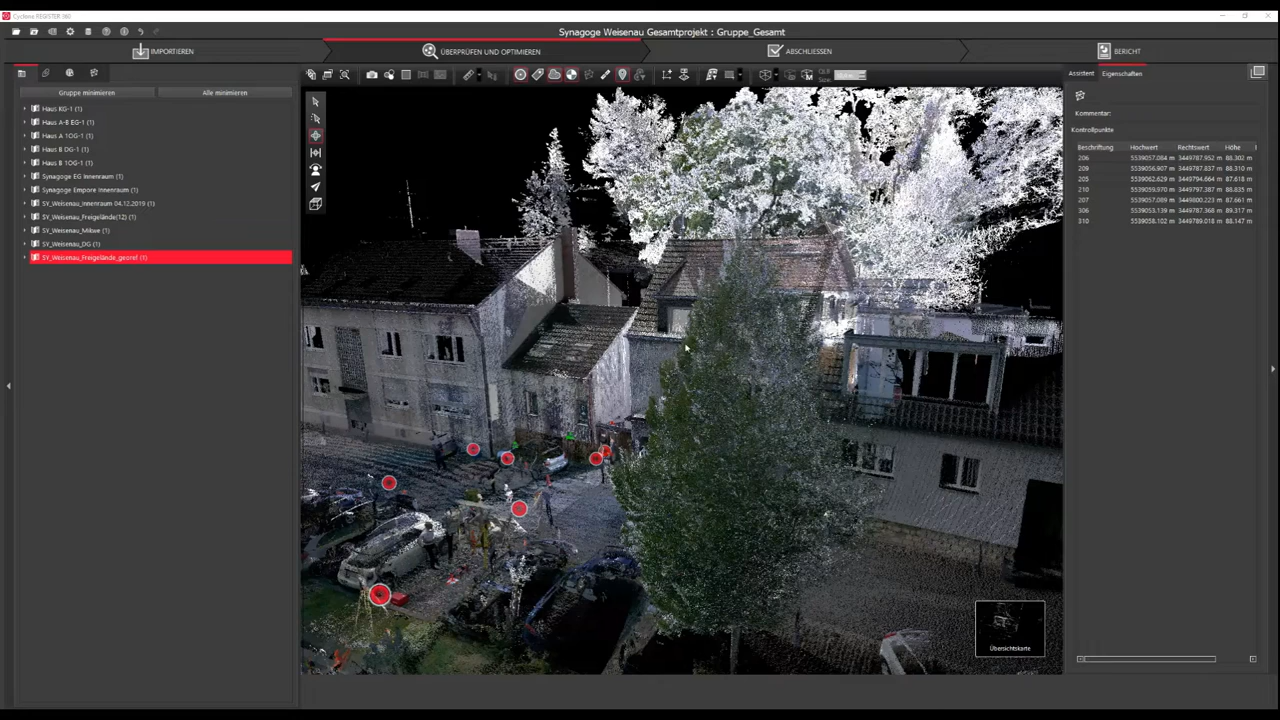 Cyclone REGISTER 360
Synagoge Weisenau Gesamtprojekt : Gruppe_Gesamt
IMPORTIEREN
ÜBERPRÜFEN UND OPTIMIEREN
ABSCHLIESSEN
BERICHT
Gruppe minimieren
Alle minimieren
Assistent
Eigenschaften
Haus KG-1 (1)
Haus A-B EG-1 (1)
Haus A 1OG-1 (1)
Haus B DG-1 (1)
Haus B 1OG-1 (1)
Synagoge EG Innenraum (1)
Synagoge Empore Innenraum (1)
SY_Weisenau_Innenraum 04.12.2019 (1)
SY_Weisenau_Freigelände(12) (1)
SY_Weisenau_Mikwe (1)
SY_Weisenau_DG (1)
SY_Weisenau_Freigelände_georef (1)
Kommentar:
Kontrollpunkte
Beschriftung Hochwert Rechtswert Höhe
206 5539057.064 m 3449787.952 m 88.302 m
209 5539056.907 m 3449787.837 m 88.310 m
205 5539062.629 m 3449794.664 m 87.618 m
210 5539059.970 m 3449797.387 m 88.835 m
207 5539057.089 m 3449800.223 m 87.661 m
306 5539053.139 m 3449787.368 m 89.317 m
310 5539058.102 m 3449789.018 m 88.147 m
Übersichtskarte